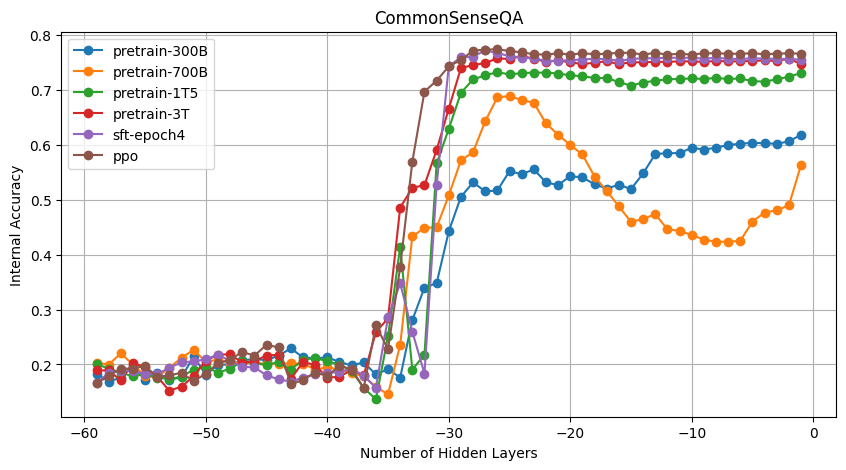 CommonSenseQA
0.8
0.7
0.6
0.5
0.4
0.3
0.2
Internal Accuracy
pretrain-300B
pretrain-700B
pretrain-1T5
pretrain-3T
sft-epoch4
ppo
−60
−50
−40
−30
−20
−10
0
Number of Hidden Layers